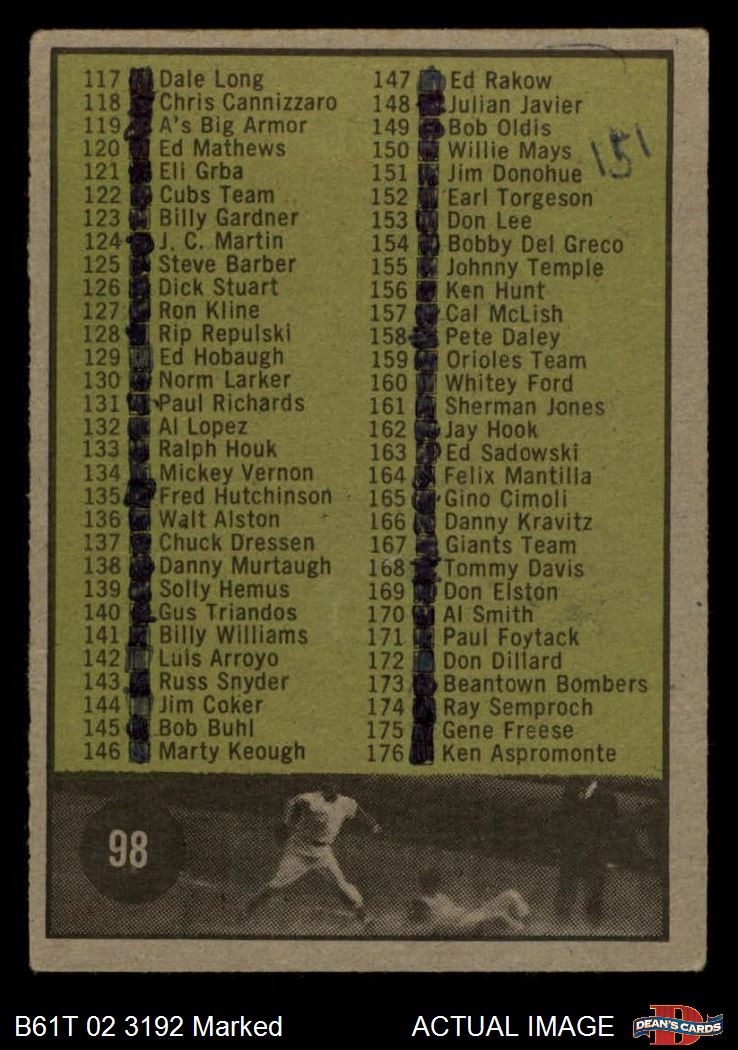 117 Dale Long
118 Chris Cannizzaro
119 A's Big Armor
120 Ed Mathews
121 Eli Grba
122 Cubs Team
123 Billy Gardner
124 J. C. Martin
125 Steve Barber
126 Dick Stuart
127 Ron Kline
128 Rip Repulski
129 Ed Hobaugh
130 Norm Larker
131 Paul Richards
132 Al Lopez
133 Ralph Houk
134 Mickey Vernon
135 Fred Hutchinson
136 Walt Alston
137 Chuck Dressen
138 Danny Murtaugh
139 Solly Hemus
140 Gus Triandos
141 Billy Williams
142 Luis Arroyo
143 Russ Snyder
144 Jim Coker
145 Bob Buhl
146 Marty Keough
147 Ed Rakow
148 Julian Javier
149 Bob Oldis
150 Willie Mays
151 Jim Donohue
151
152 Earl Torgeson
153 Don Lee
154 Bobby Del Greco
155 Johnny Temple
156 Ken Hunt
157 Cal McLish
158 Pete Daley
159 Orioles Team
160 Whitey Ford
161 Sherman Jones
162 Jay Hook
163 Ed Sadowski
164 Felix Mantilla
165 Gino Cimoli
166 Danny Kravitz
167 Giants Team
168 Tommy Davis
169 Don Elston
170 Al Smith
171 Paul Foytack
172 Don Dillard
173 Beantown Bombers
174 Ray Semproch
175 Gene Freese
176 Ken Aspromonte
98
B61T 02 3192 Marked
ACTUAL IMAGE
DEAN'S CARDS